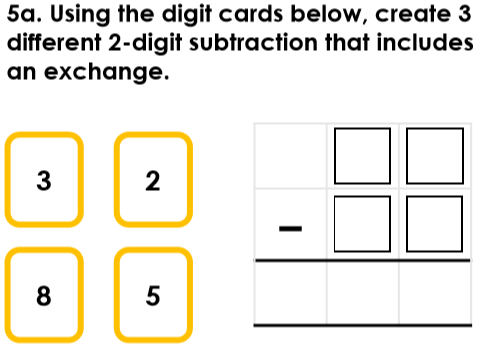 5a. Using the digit cards below, create 3
different 2-digit subtraction that includes
an exchange.
3 2
–
8 5